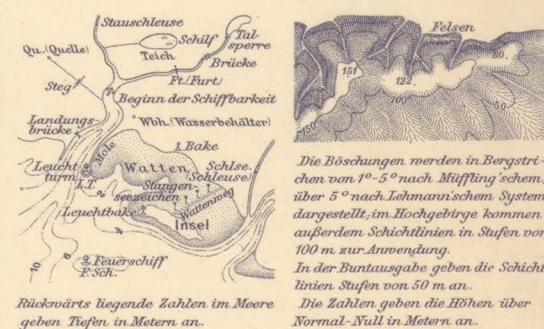 Stauschleuse
Schilf
Tal-
sperre
Qu.(Quelle)
Teich
Brücke
Steg
Ft.(Furt)
Beginn der Schiffbarkeit
Landungs-
brücke
Wbh.(Wasserbehälter)
Mole
Bake
Leucht-
turm
L.T.
Watten
Schlse.
Schleuse
Stangen-
seezeichen
Wattenweg
Leuchtbake
Insel
2
4
6
10
Feuerschiff
F.Sch.
Rückwärts liegende Zahlen im Meere
geben Tiefen in Metern an.
Felsen
151
122
100
80
50
150
Die Böschungen werden in Bergstri-
chen von 1°-5° nach Müffling'schem,
über 5° nach Lehmann'schem System
dargestellt; im Hochgebirge kommen
außerdem Schichtlinien in Stufen von
100 m zur Anwendung.
In der Buntausgabe geben die Schicht
linien Stufen von 50 m an.
Die Zahlen geben die Höhen über
Normal-Null in Metern an.